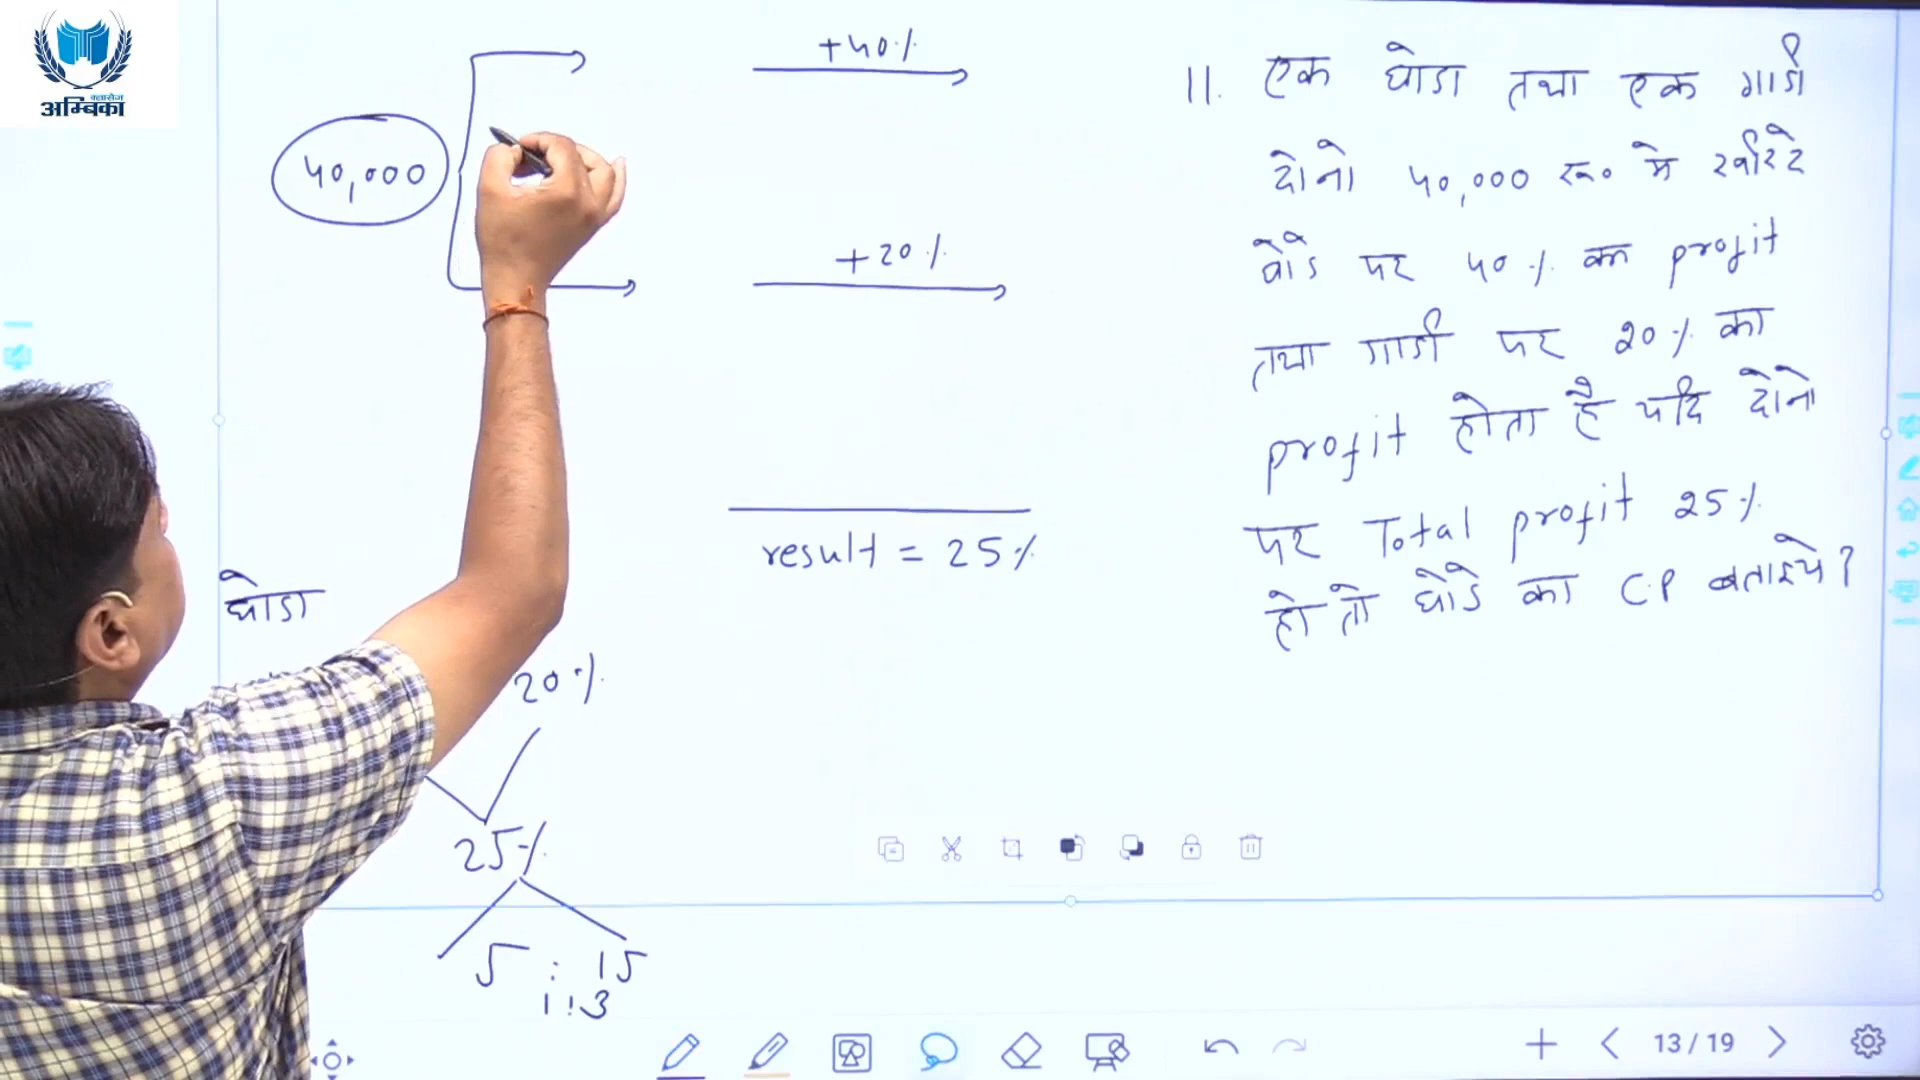 क्लासेज
अम्बिका
40,000
+40%
+20%
result = 25%
घोडा
20%
25%
5 : 15
1:3
11. एक घोडा तथा एक गाडी
दोनो 40,000 रू० मे खरीदे
घोडे पर 40% का profit
तथा गाडी पर 20% का
profit होता है यदि दोनो
पर Total profit 25%
हो तो घोडे का C.P बताइये?
13/19